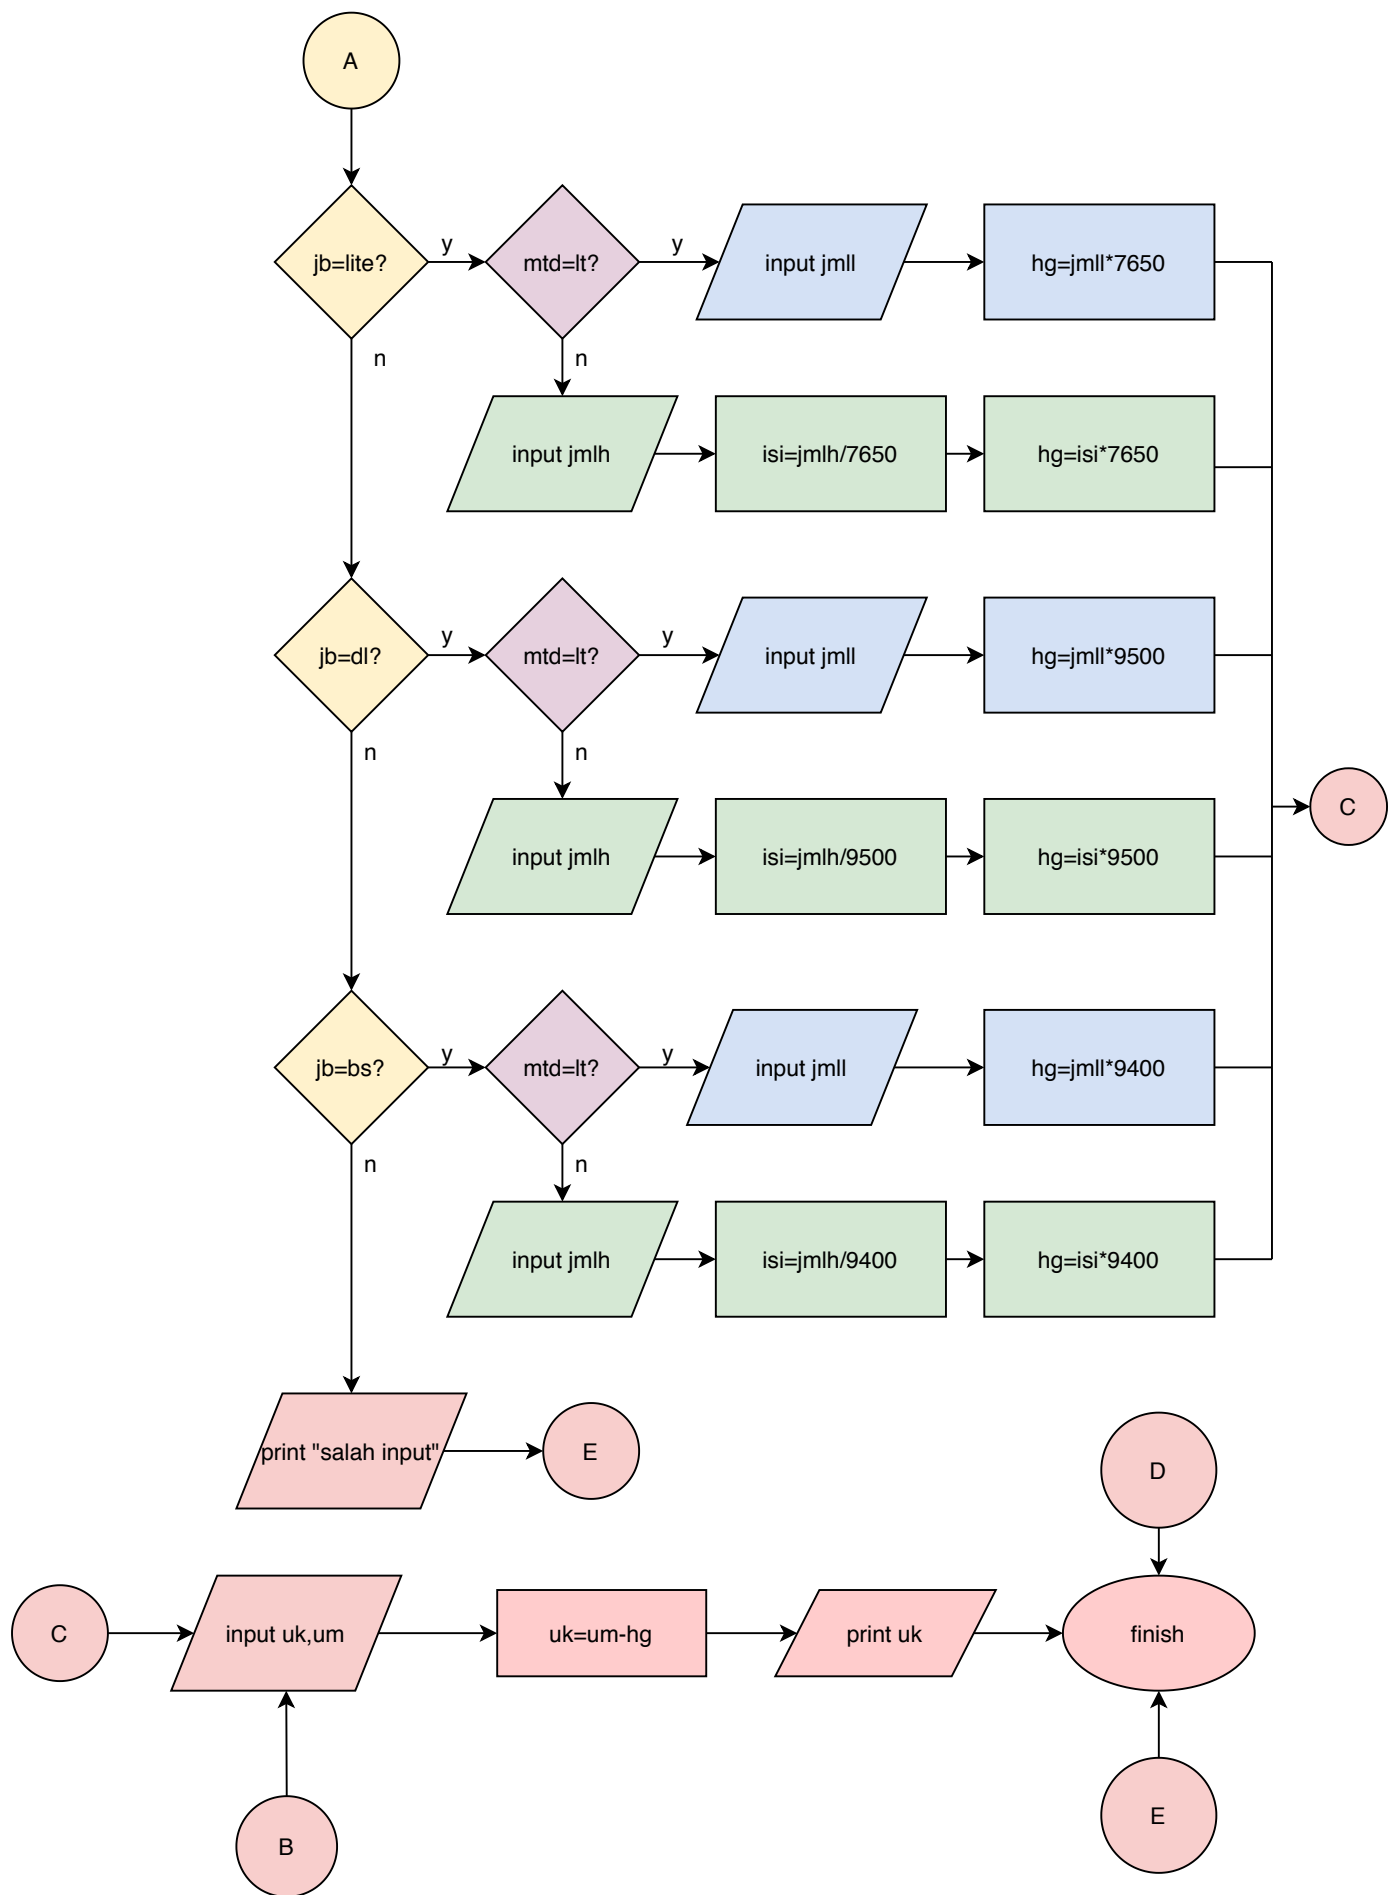 A
jb=lite?
y
mtd=lt?
y
input jmll
hg=jmll*7650
n
n
input jmlh
isi=jmlh/7650
hg=isi*7650
jb=dl?
y
mtd=lt?
y
input jmll
hg=jmll*9500
n
n
C
input jmlh
isi=jmlh/9500
hg=isi*9500
jb=bs?
y
mtd=lt?
y
input jmll
hg=jmll*9400
n
n
input jmlh
isi=jmlh/9400
hg=isi*9400
print "salah input"
E
D
C
input uk,um
uk=um-hg
print uk
finish
B
E